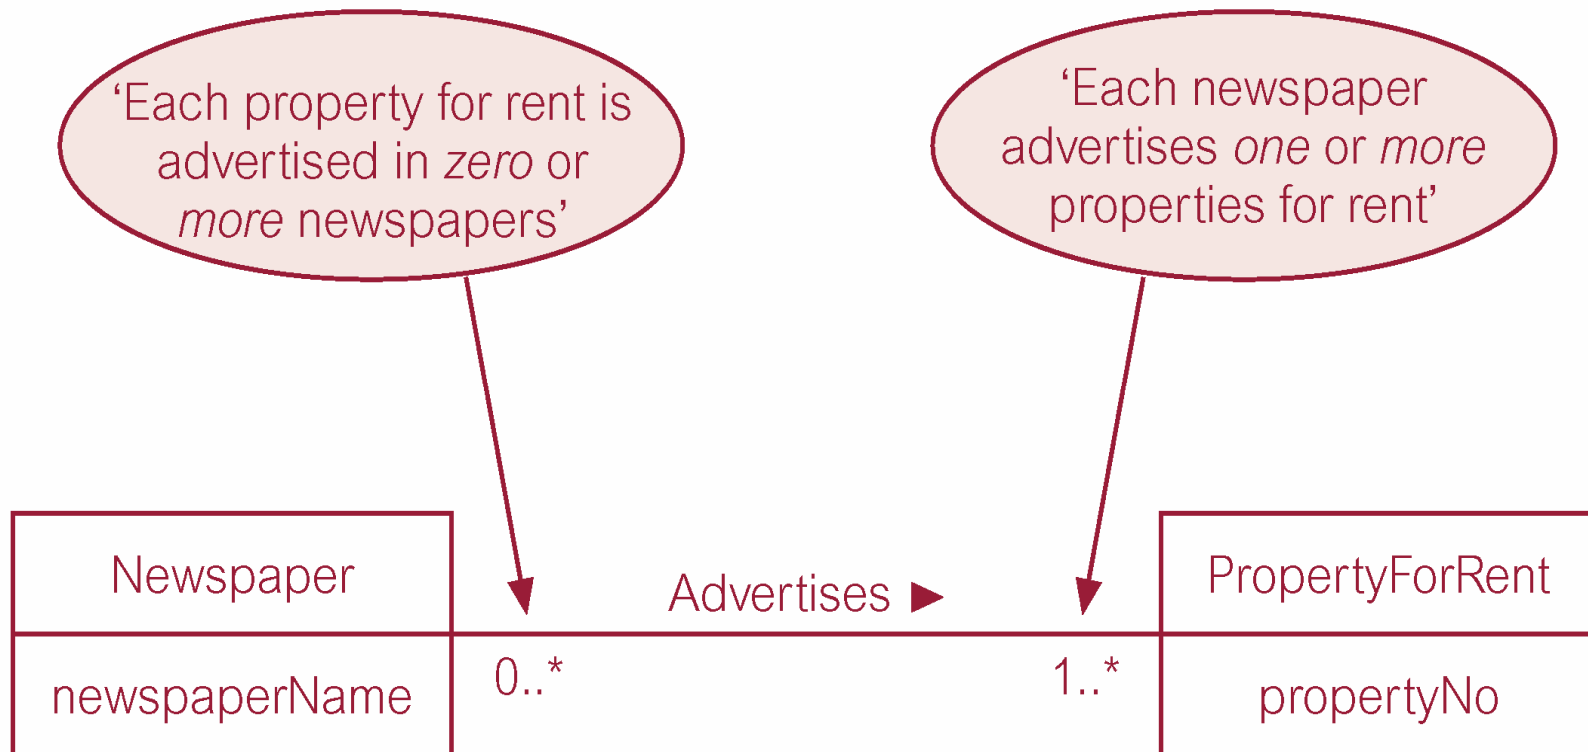 ‘Each property for rent is
advertised in zero or
more newspapers’
‘Each newspaper
advertises one or more
properties for rent’
Newspaper
Advertises ►
PropertyForRent
newspaperName
0..*
1..*
propertyNo